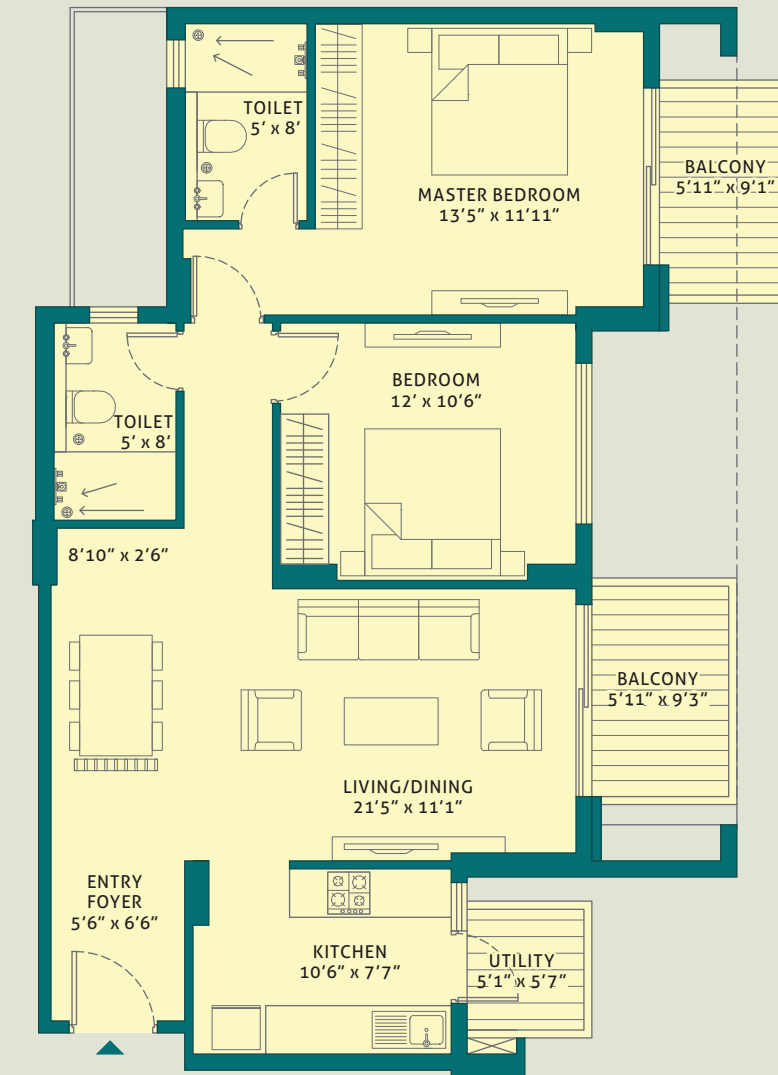 TOILET
5' x 8'
MASTER BEDROOM
13'5" x 11'11"
BALCONY
5'11" x 9'1"
BEDROOM
12' x 10'6"
TOILET
5' x 8'
8'10" x 2'6"
BALCONY
5'11" x 9'3"
LIVING/DINING
21'5" x 11'1"
ENTRY
FOYER
5'6" x 6'6"
KITCHEN
10'6" x 7'7"
UTILITY
5'1" x 5'7"